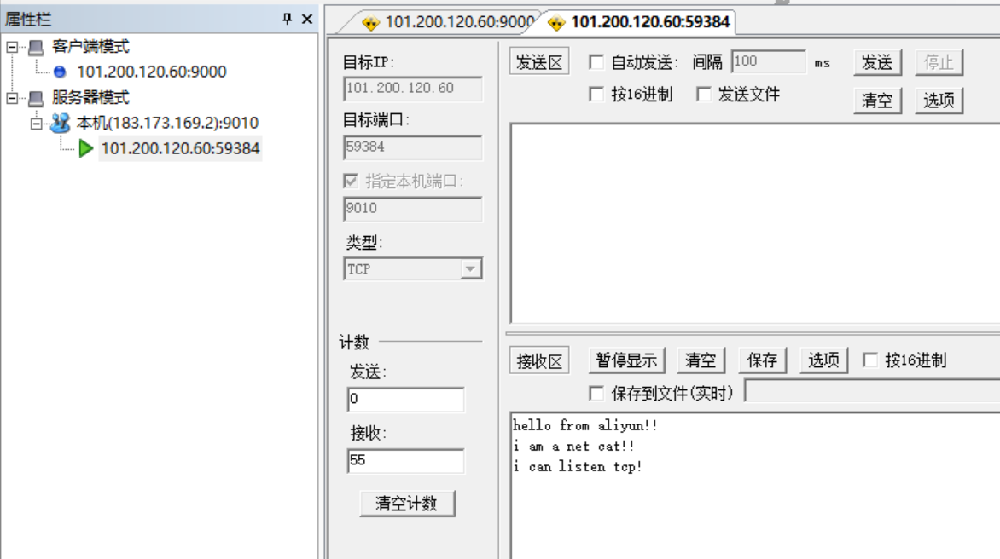 属性栏
客户端模式
101.200.120.60:9000
服务器模式
本机(183.173.169.2):9010
101.200.120.60:59384
101.200.120.60:9000
101.200.120.60:59384
目标IP:
101.200.120.60
目标端口:
59384
指定本机端口:
9010
类型:
TCP
计数
发送:
0
接收:
55
清空计数
发送区
自动发送: 间隔 100 ms 发送 停止
按16进制 发送文件 清空 选项
接收区 暂停显示 清空 保存 选项 按16进制
保存到文件(实时)
hello from aliyun!!
i am a net cat!!
i can listen tcp!